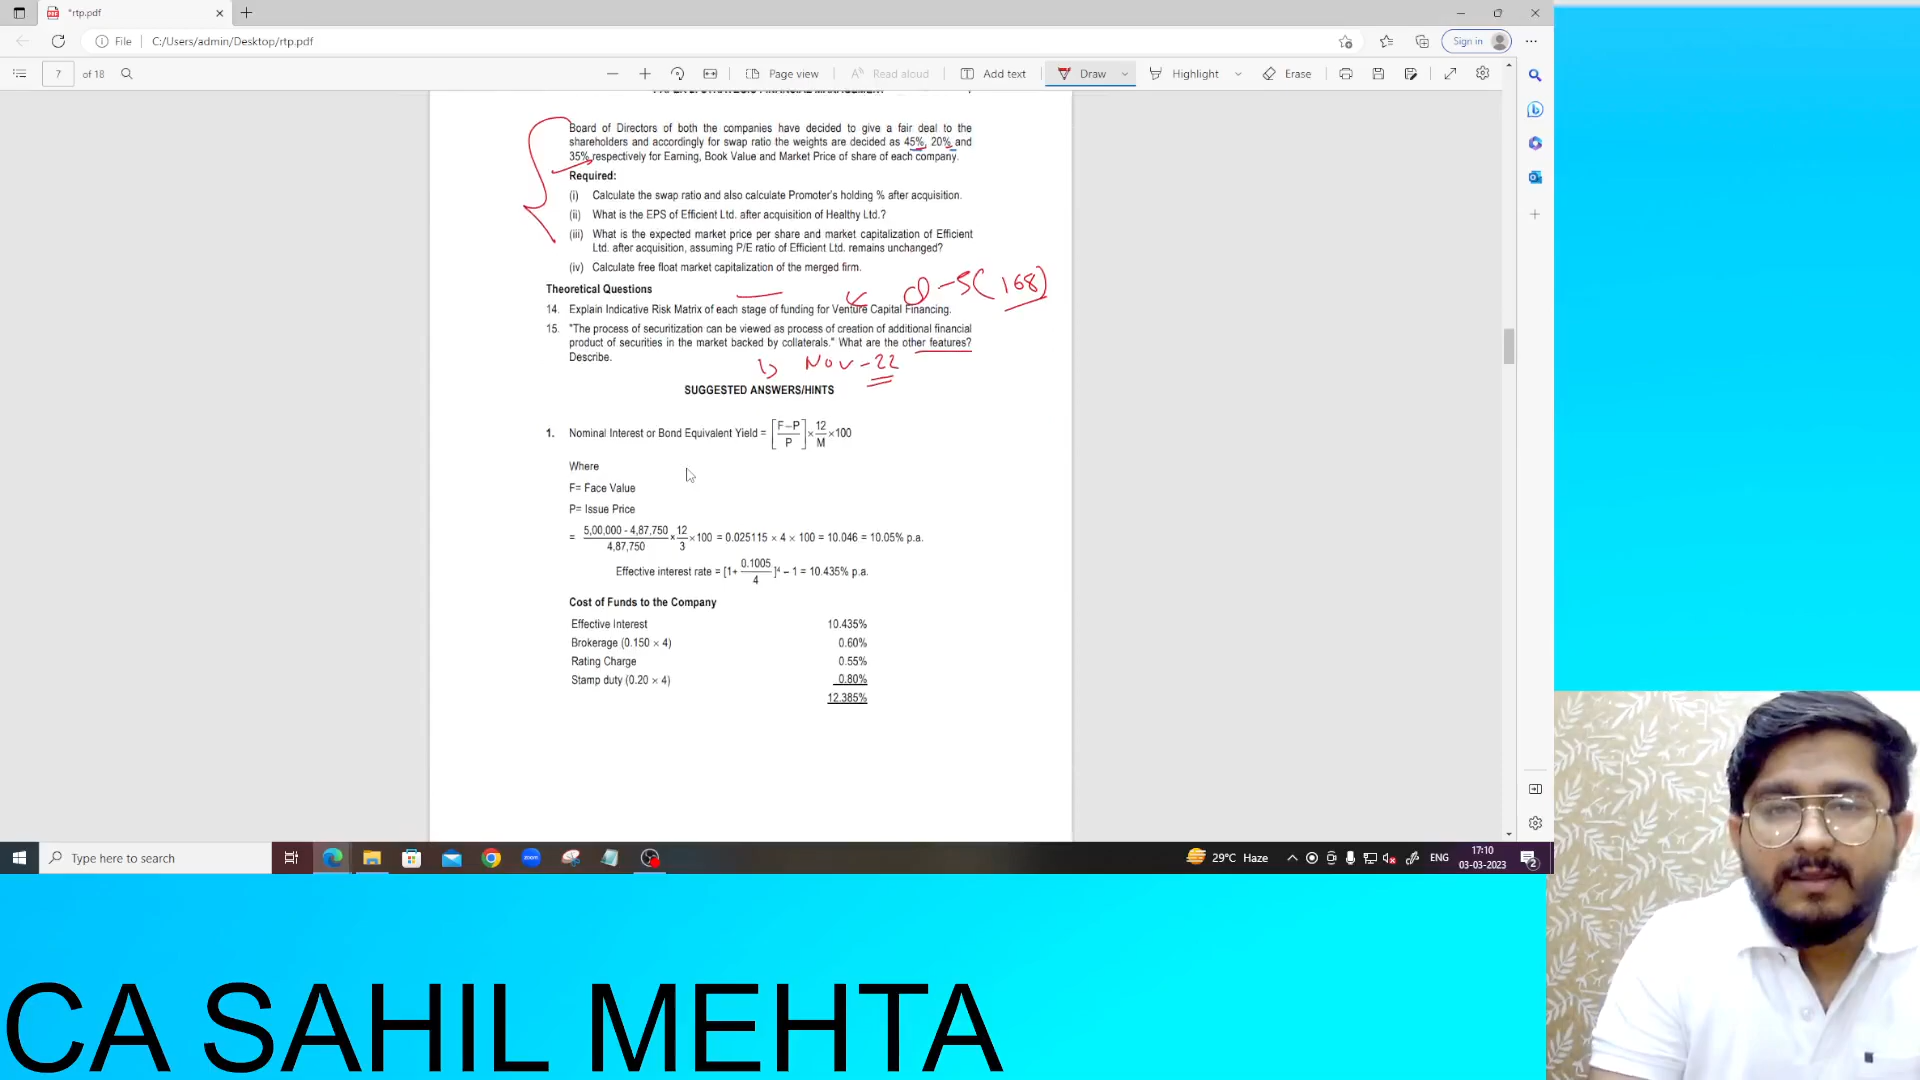 *rtp.pdf
File C:/Users/admin/Desktop/rtp.pdf
Sign in
7 of 18
Page view
Read aloud
Add text
Draw
Highlight
Erase
Board of Directors of both the companies have decided to give a fair deal to the
shareholders and accordingly for swap ratio the weights are decided as 45%, 20% and
35% respectively for Earning, Book Value and Market Price of share of each company.
Required:
(i) Calculate the swap ratio and also calculate Promoter's holding % after acquisition.
(ii) What is the EPS of Efficient Ltd. after acquisition of Healthy Ltd.?
(iii) What is the expected market price per share and market capitalization of Efficient
Ltd. after acquisition, assuming P/E ratio of Efficient Ltd. remains unchanged?
(iv) Calculate free float market capitalization of the merged firm.
Theoretical Questions
-5(168)
14. Explain Indicative Risk Matrix of each stage of funding for Venture Capital Financing.
15. "The process of securitization can be viewed as process of creation of additional financial
product of securities in the market backed by collaterals." What are the other features?
Describe.
Nov-22
SUGGESTED ANSWERS/HINTS
1. Nominal Interest or Bond Equivalent Yield = [F–P / P] × 12/M ×100
Where
F= Face Value
P= Issue Price
= 5,00,000 - 4,87,750 / 4,87,750 × 12/3 ×100 = 0.025115 × 4 × 100 = 10.046 = 10.05% p.a.
Effective interest rate = [1+ 0.1005/4 ]⁴ – 1 = 10.435% p.a.
Cost of Funds to the Company
Effective Interest 10.435%
Brokerage (0.150 × 4) 0.60%
Rating Charge 0.55%
Stamp duty (0.20 × 4) 0.80%
12.385%
Type here to search
29°C Haze
ENG
17:10
03-03-2023
2
CA SAHIL MEHTA